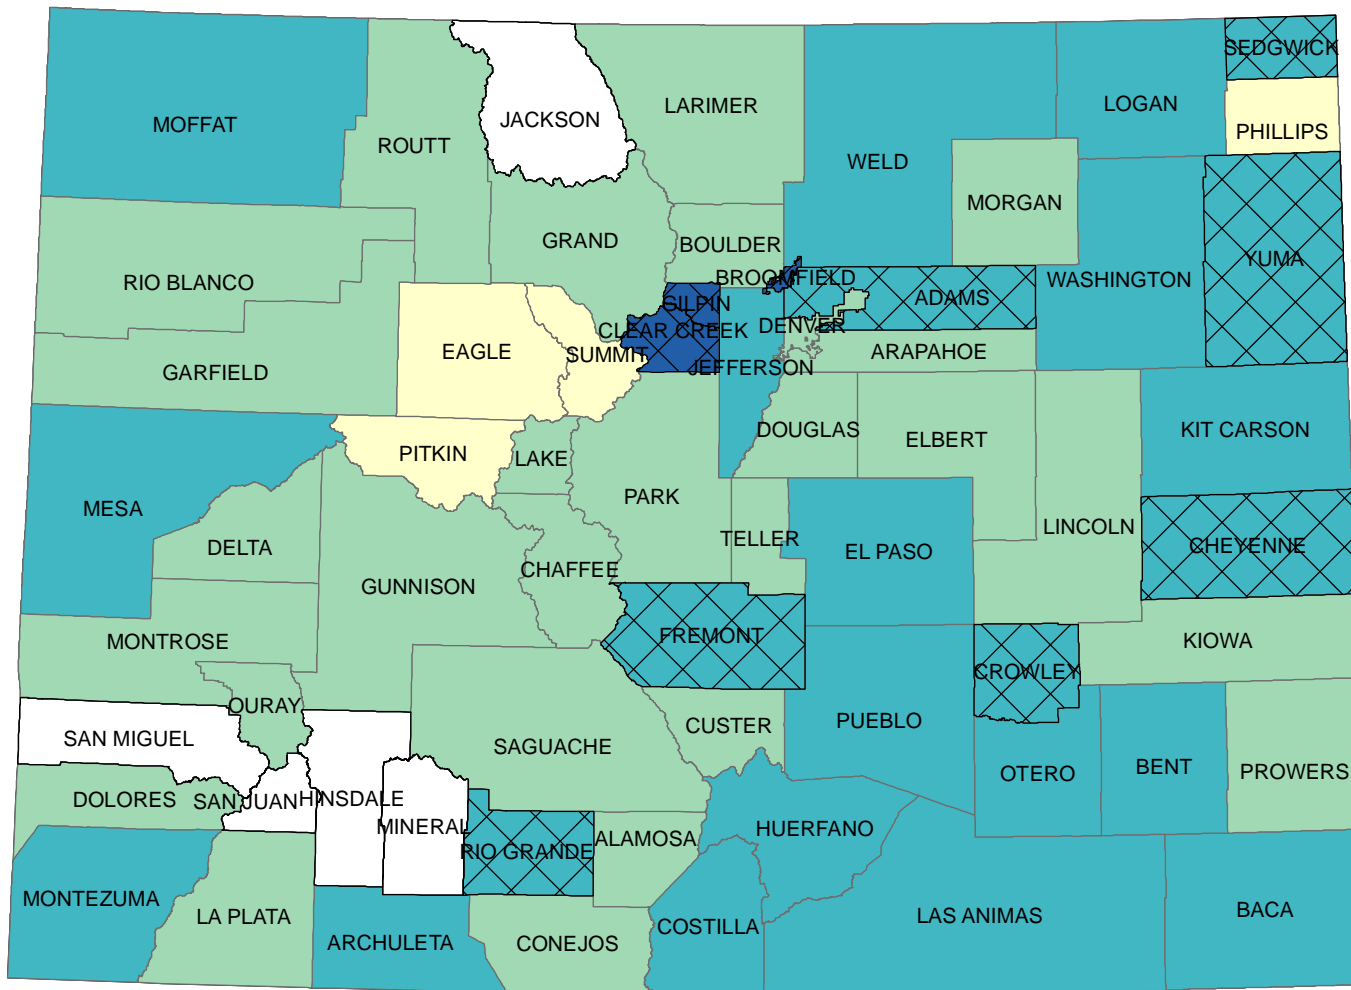 SEDGWICK
LOGAN
LARIMER
JACKSON
MOFFAT
PHILLIPS
ROUTT
WELD
MORGAN
GRAND
BOULDER
YUMA
RIO BLANCO
BROOMFIELD
WASHINGTON
ADAMS
GILPIN
CLEAR CREEK
DENVER
EAGLE
SUMMIT
ARAPAHOE
JEFFERSON
GARFIELD
DOUGLAS
KIT CARSON
ELBERT
PITKIN
LAKE
PARK
MESA
LINCOLN
TELLER
DELTA
EL PASO
CHEYENNE
CHAFFEE
GUNNISON
FREMONT
MONTROSE
KIOWA
CROWLEY
OURAY
PUEBLO
CUSTER
SAN MIGUEL
SAGUACHE
BENT
OTERO
PROWERS
DOLORES
SAN JUAN
HINSDALE
MINERAL
HUERFANO
ALAMOSA
RIO GRANDE
MONTEZUMA
BACA
LA PLATA
LAS ANIMAS
COSTILLA
ARCHULETA
CONEJOS